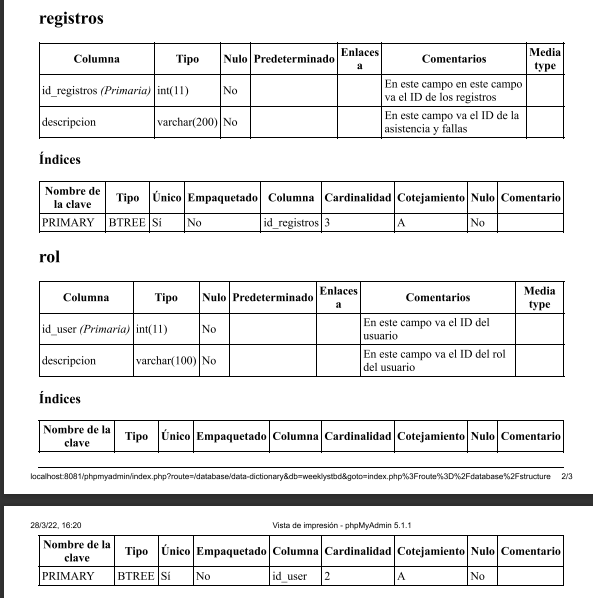 registros
Columna Tipo Nulo Predeterminado Enlaces a Comentarios Media type
id_registros (Primaria) int(11) No En este campo en este campo va el ID de los registros
descripcion varchar(200) No En este campo va el ID de la asistencia y fallas
Índices
Nombre de la clave Tipo Único Empaquetado Columna Cardinalidad Cotejamiento Nulo Comentario
PRIMARY BTREE Sí No id_registros 3 A No
rol
Columna Tipo Nulo Predeterminado Enlaces a Comentarios Media type
id_user (Primaria) int(11) No En este campo va el ID del usuario
descripcion varchar(100) No En este campo va el ID del rol del usuario
Índices
Nombre de la clave Tipo Único Empaquetado Columna Cardinalidad Cotejamiento Nulo Comentario
localhost:8081/phpmyadmin/index.php?route=/database/data-dictionary&db=weeklystbd&goto=index.php%3Froute%3D%2Fdatabase%2Fstructure 2/3
28/3/22, 16:20 Vista de impresión - phpMyAdmin 5.1.1
Nombre de la clave Tipo Único Empaquetado Columna Cardinalidad Cotejamiento Nulo Comentario
PRIMARY BTREE Sí No id_user 2 A No